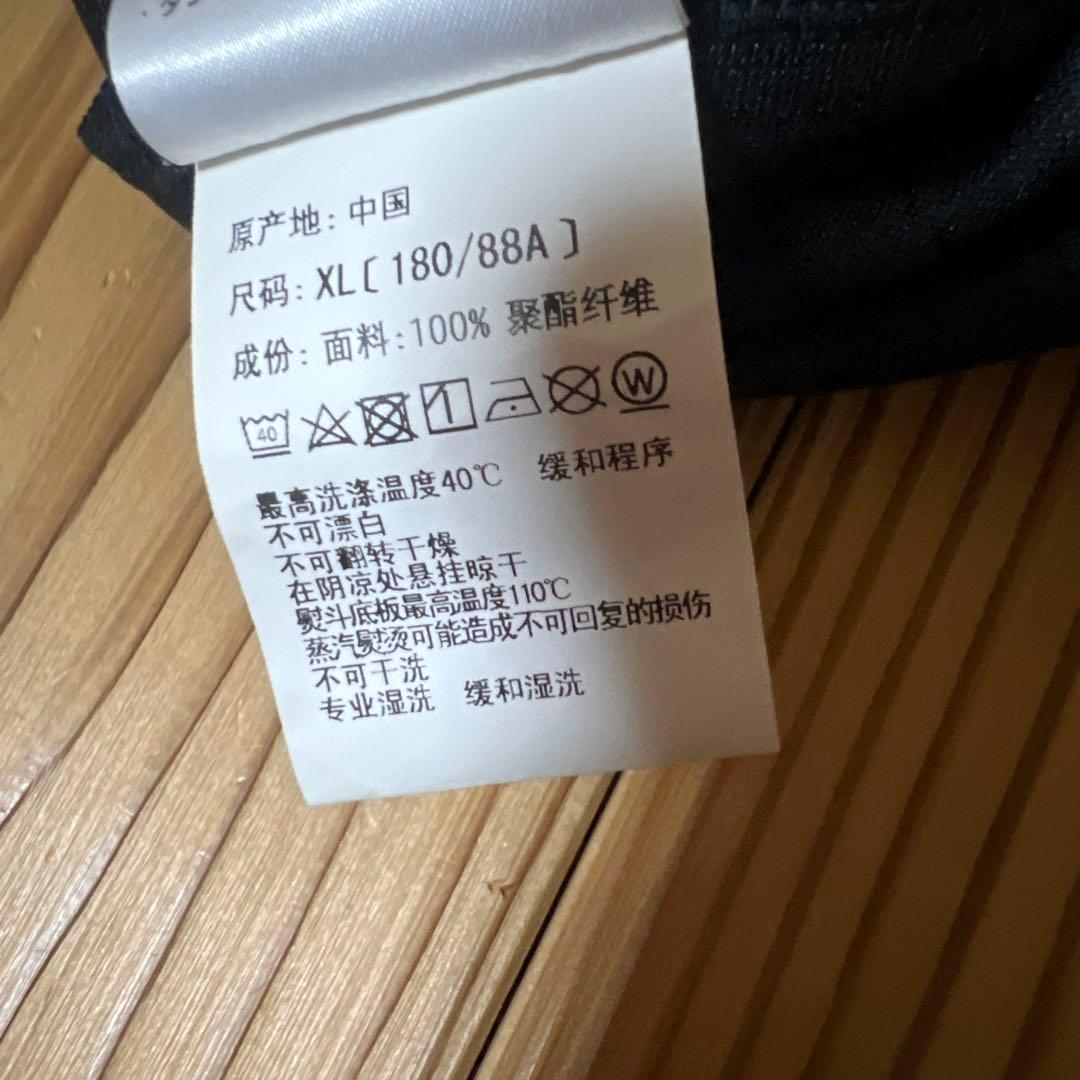 原产地: 中国
尺码: XL〔180/88A〕
成份: 面料:100% 聚酯纤维
40 1 W
最高洗涤温度40℃ 缓和程序
不可漂白
不可翻转干燥
在阴凉处悬挂晾干
熨斗底板最高温度110℃
蒸汽熨烫可能造成不可回复的损伤
不可干洗
专业湿洗 缓和湿洗